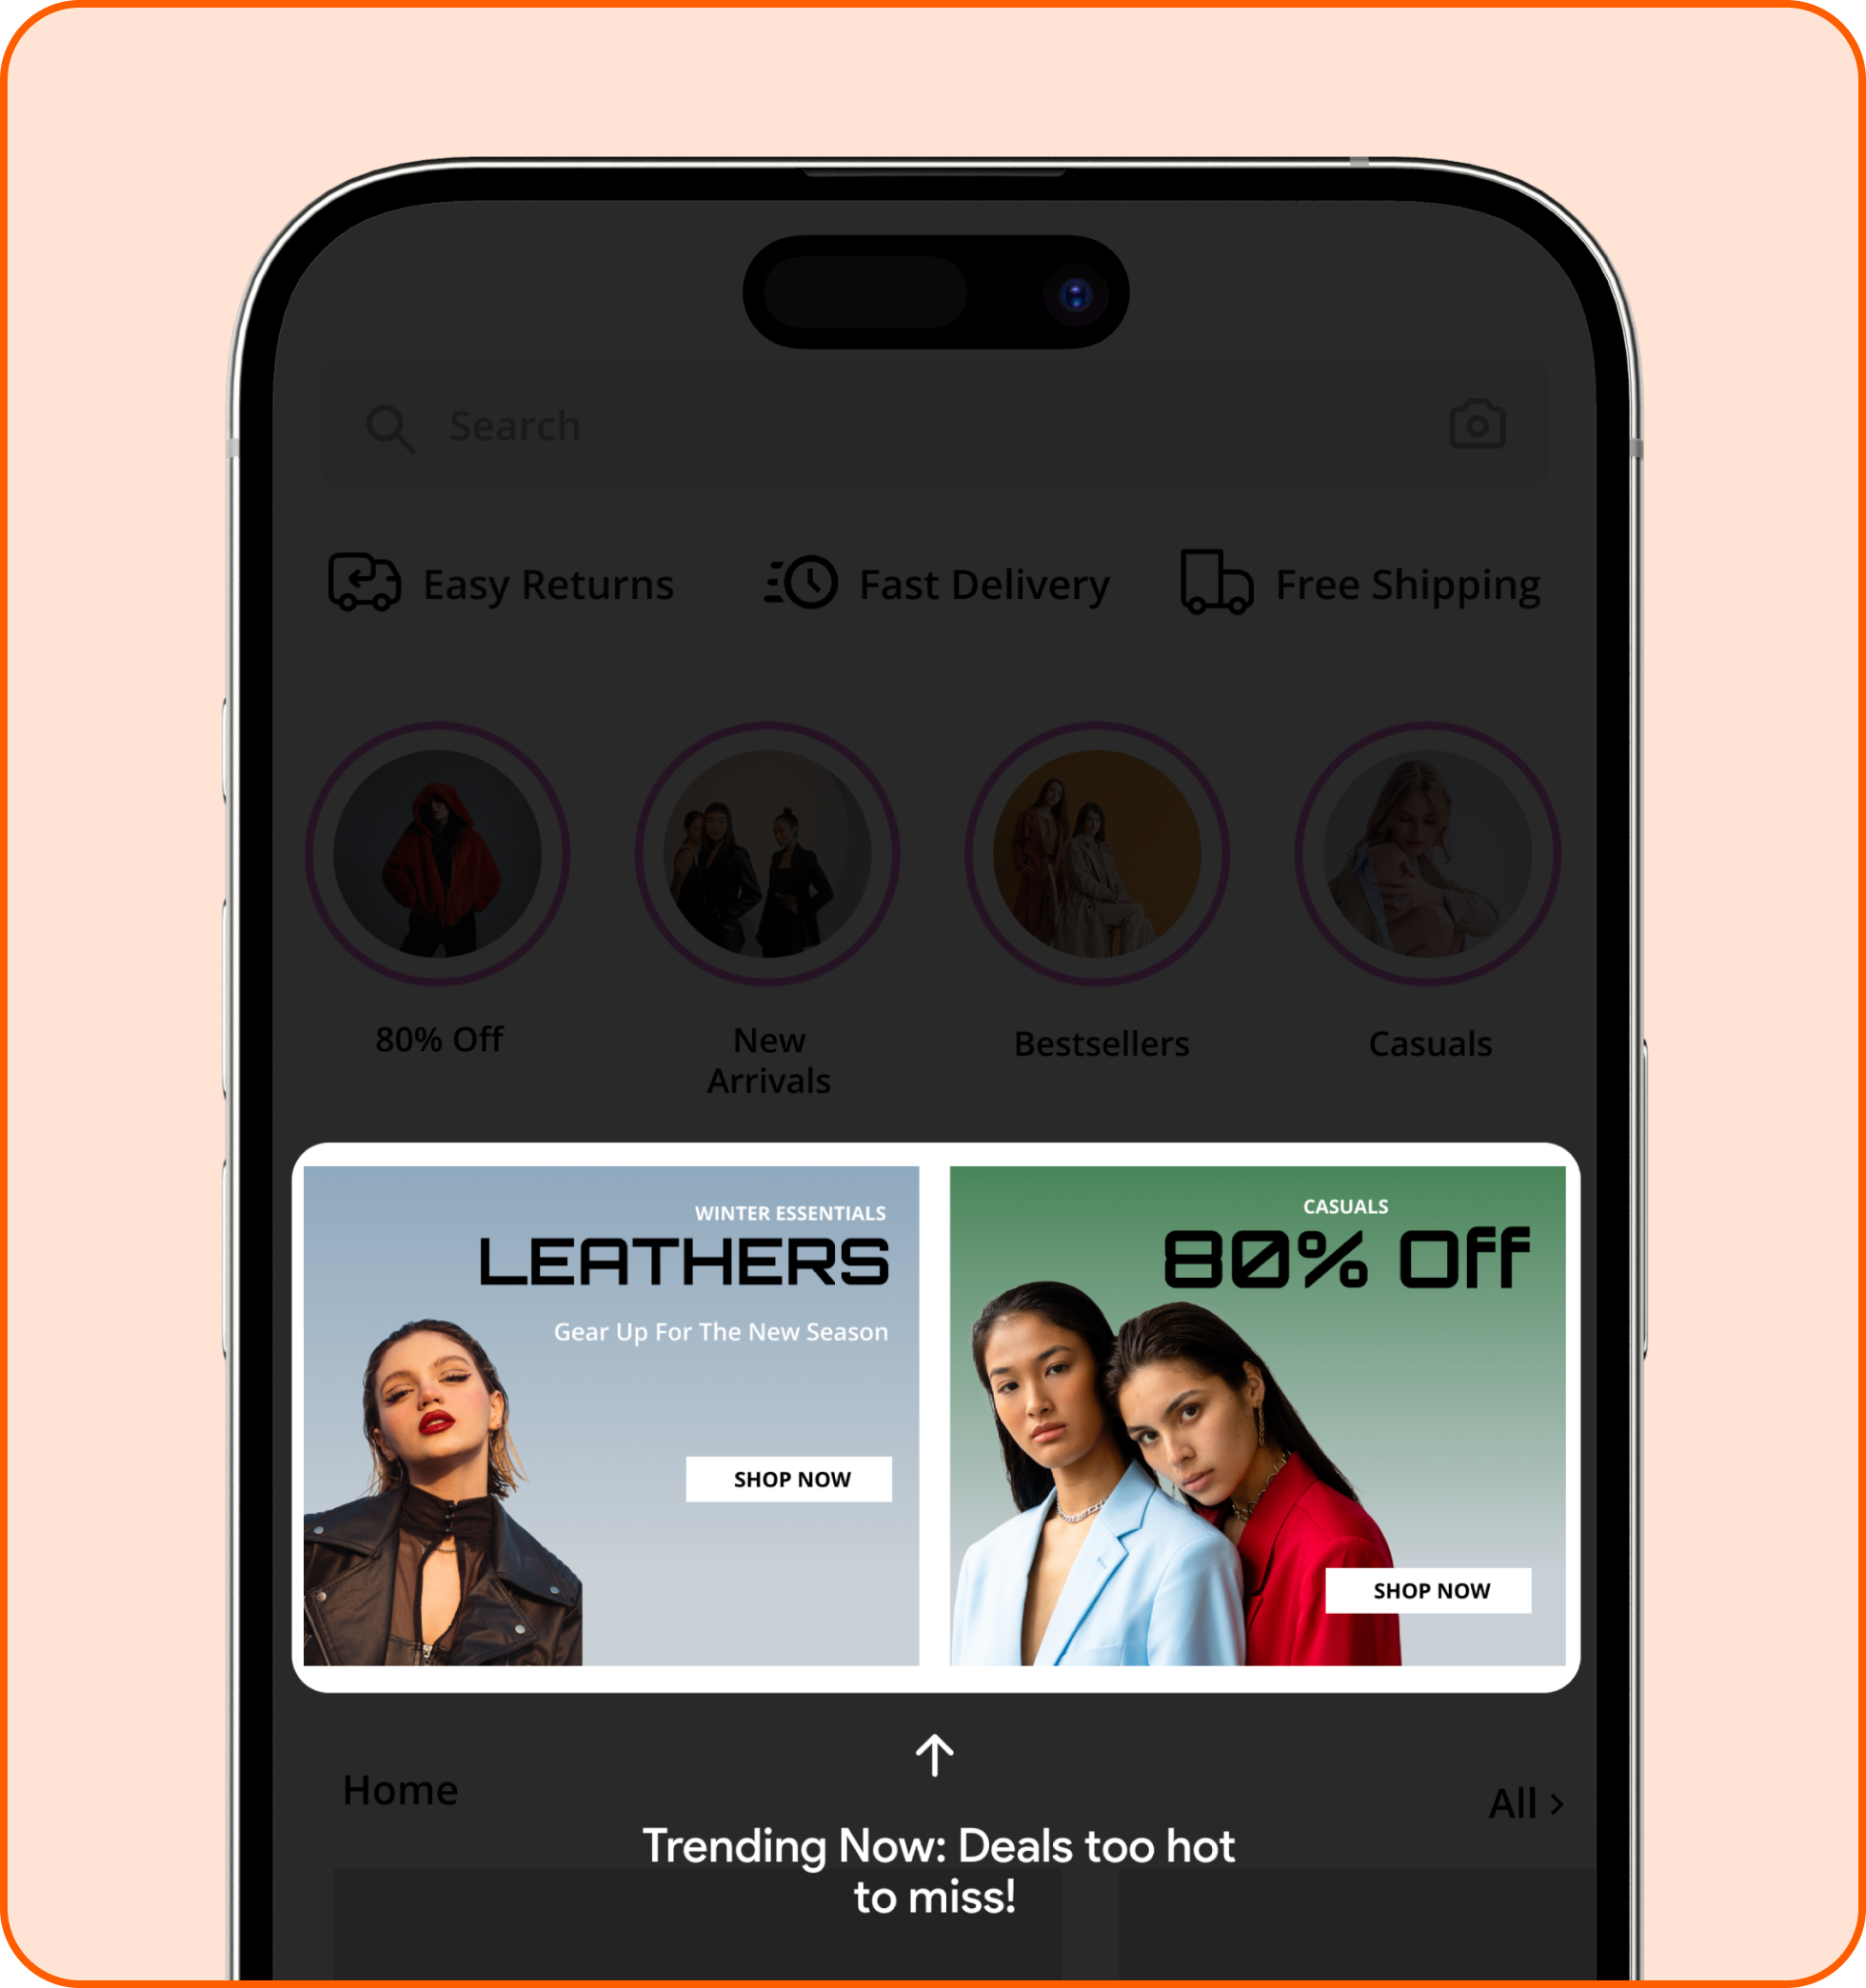 Search
Easy Returns
Fast Delivery
Free Shipping
80% Off
New
Arrivals
Bestsellers
Casuals
WINTER ESSENTIALS
LEATHERS
Gear Up For The New Season
SHOP NOW
CASUALS
80% Off
SHOP NOW
Home
All >
Trending Now: Deals too hot
to miss!